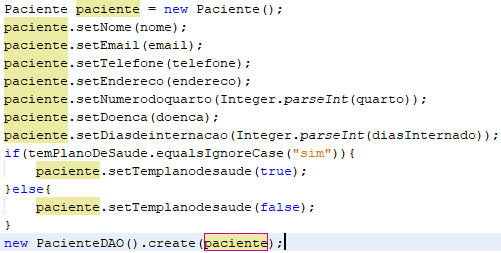 Paciente paciente = new Paciente();
paciente.setNome(nome);
paciente.setEmail(email);
paciente.setTelefone(telefone);
paciente.setEndereco(endereco);
paciente.setNumerodoquarto(Integer.parseInt(quarto));
paciente.setDoenca(doenca);
paciente.setDiasdeinternacao(Integer.parseInt(diasInternado));
if(temPlanoDeSaude.equalsIgnoreCase("sim")){
    paciente.setTemplanodesaude(true);
}else{
    paciente.setTemplanodesaude(false);
}
new PacienteDAO().create(paciente);